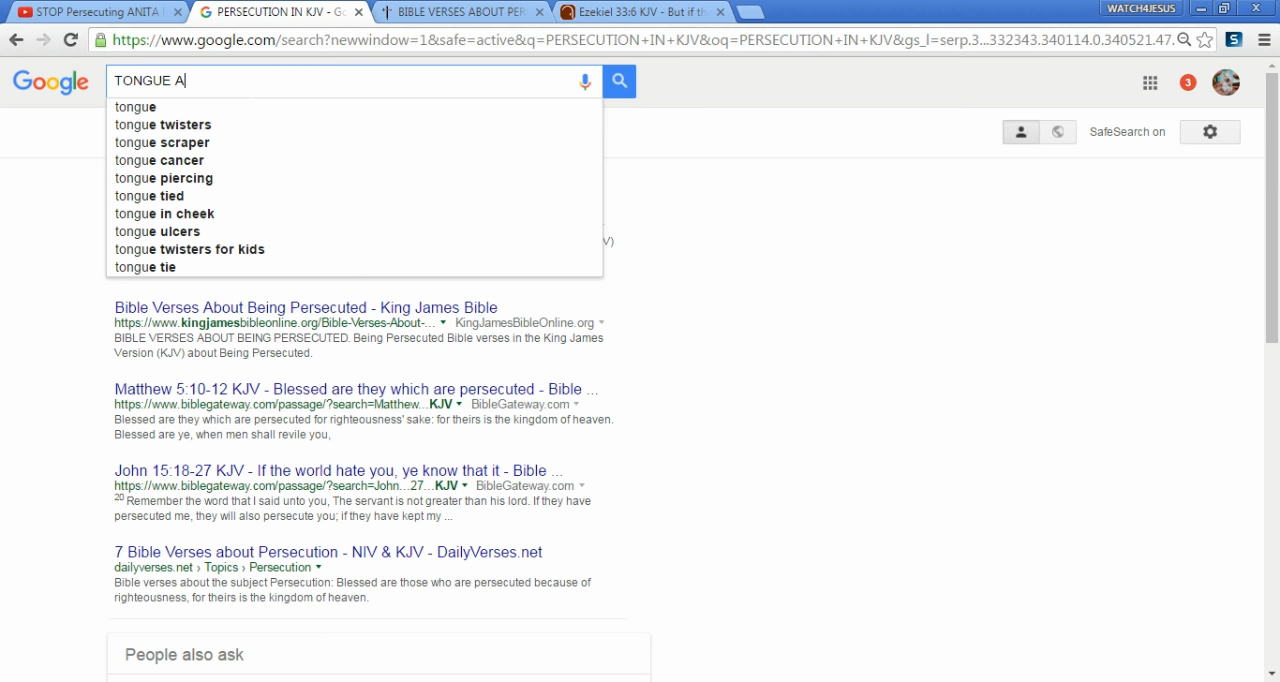 STOP Persecuting ANITA
PERSECUTION IN KJV - Go
BIBLE VERSES ABOUT PER
Ezekiel 33:6 KJV - But if th
WATCH4JESUS
https://www.google.com/search?newwindow=1&safe=active&q=PERSECUTION+IN+KJV&oq=PERSECUTION+IN+KJV&gs_l=serp.3...332343.340114.0.340521.47.
S
Google
TONGUE A
3
tongue
tongue twisters
tongue scraper
tongue cancer
tongue piercing
tongue tied
tongue in cheek
tongue ulcers
tongue twisters for kids
tongue tie
SafeSearch on
V)
Bible Verses About Being Persecuted - King James Bible
https://www.kingjamesbibleonline.org/Bible-Verses-About-... KingJamesBibleOnline.org
BIBLE VERSES ABOUT BEING PERSECUTED. Being Persecuted Bible verses in the King James
Version (KJV) about Being Persecuted.
Matthew 5:10-12 KJV - Blessed are they which are persecuted - Bible ...
https://www.biblegateway.com/passage/?search=Matthew...KJV BibleGateway.com
Blessed are they which are persecuted for righteousness' sake: for theirs is the kingdom of heaven.
Blessed are ye, when men shall revile you,
John 15:18-27 KJV - If the world hate you, ye know that it - Bible ...
https://www.biblegateway.com/passage/?search=John...27...KJV BibleGateway.com
20 Remember the word that I said unto you, The servant is not greater than his lord. If they have
persecuted me, they will also persecute you; if they have kept my ...
7 Bible Verses about Persecution - NIV & KJV - DailyVerses.net
dailyverses.net › Topics › Persecution
Bible verses about the subject Persecution: Blessed are those who are persecuted because of
righteousness, for theirs is the kingdom of heaven.
People also ask